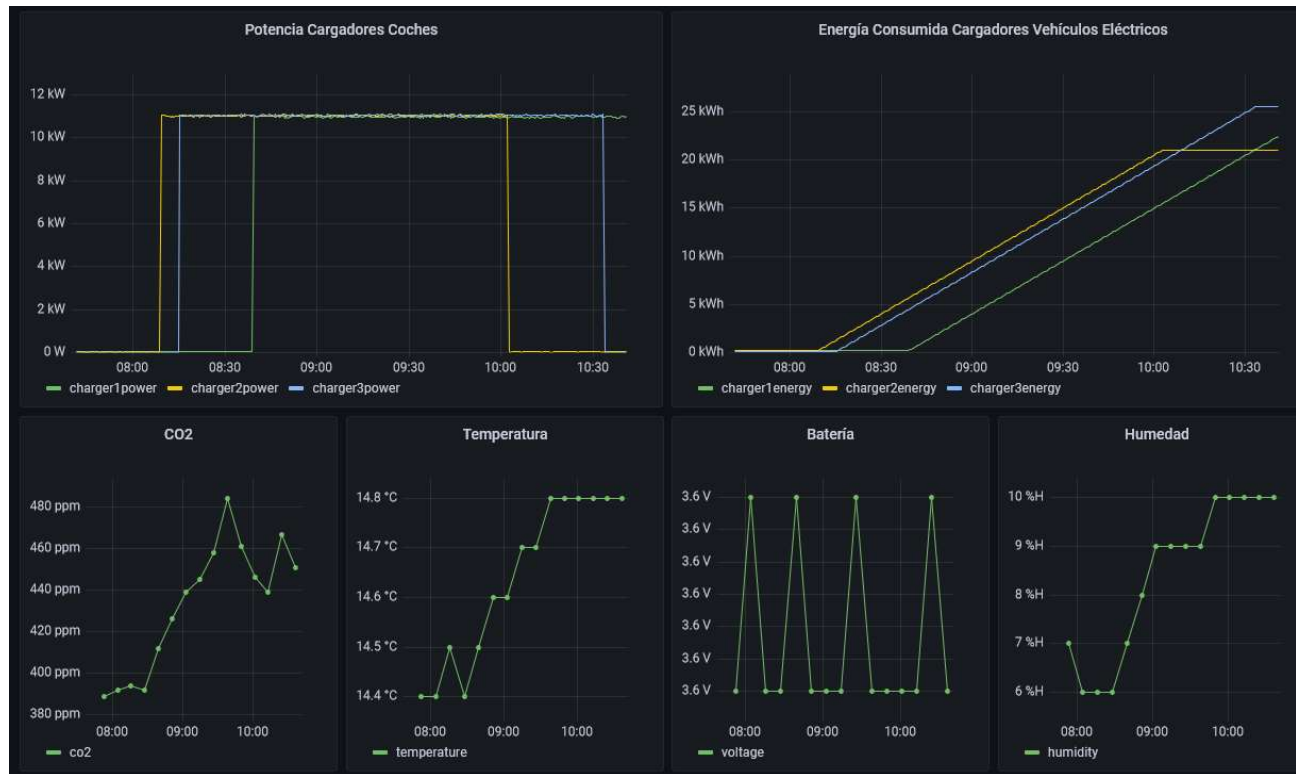 Potencia Cargadores Coches
12 kW
10 kW
8 kW
6 kW
4 kW
2 kW
0 W
08:00 08:30 09:00 09:30 10:00 10:30
charger1power charger2power charger3power
Energía Consumida Cargadores Vehículos Eléctricos
25 kWh
20 kWh
15 kWh
10 kWh
5 kWh
0 kWh
08:00 08:30 09:00 09:30 10:00 10:30
charger1energy charger2energy charger3energy
CO2
480 ppm
460 ppm
440 ppm
420 ppm
400 ppm
380 ppm
08:00 09:00 10:00
co2
Temperatura
14.8 °C
14.7 °C
14.6 °C
14.5 °C
14.4 °C
08:00 09:00 10:00
temperature
Batería
3.6 V
3.6 V
3.6 V
3.6 V
3.6 V
3.6 V
3.6 V
08:00 09:00 10:00
voltage
Humedad
10 %H
9 %H
8 %H
7 %H
6 %H
08:00 09:00 10:00
humidity